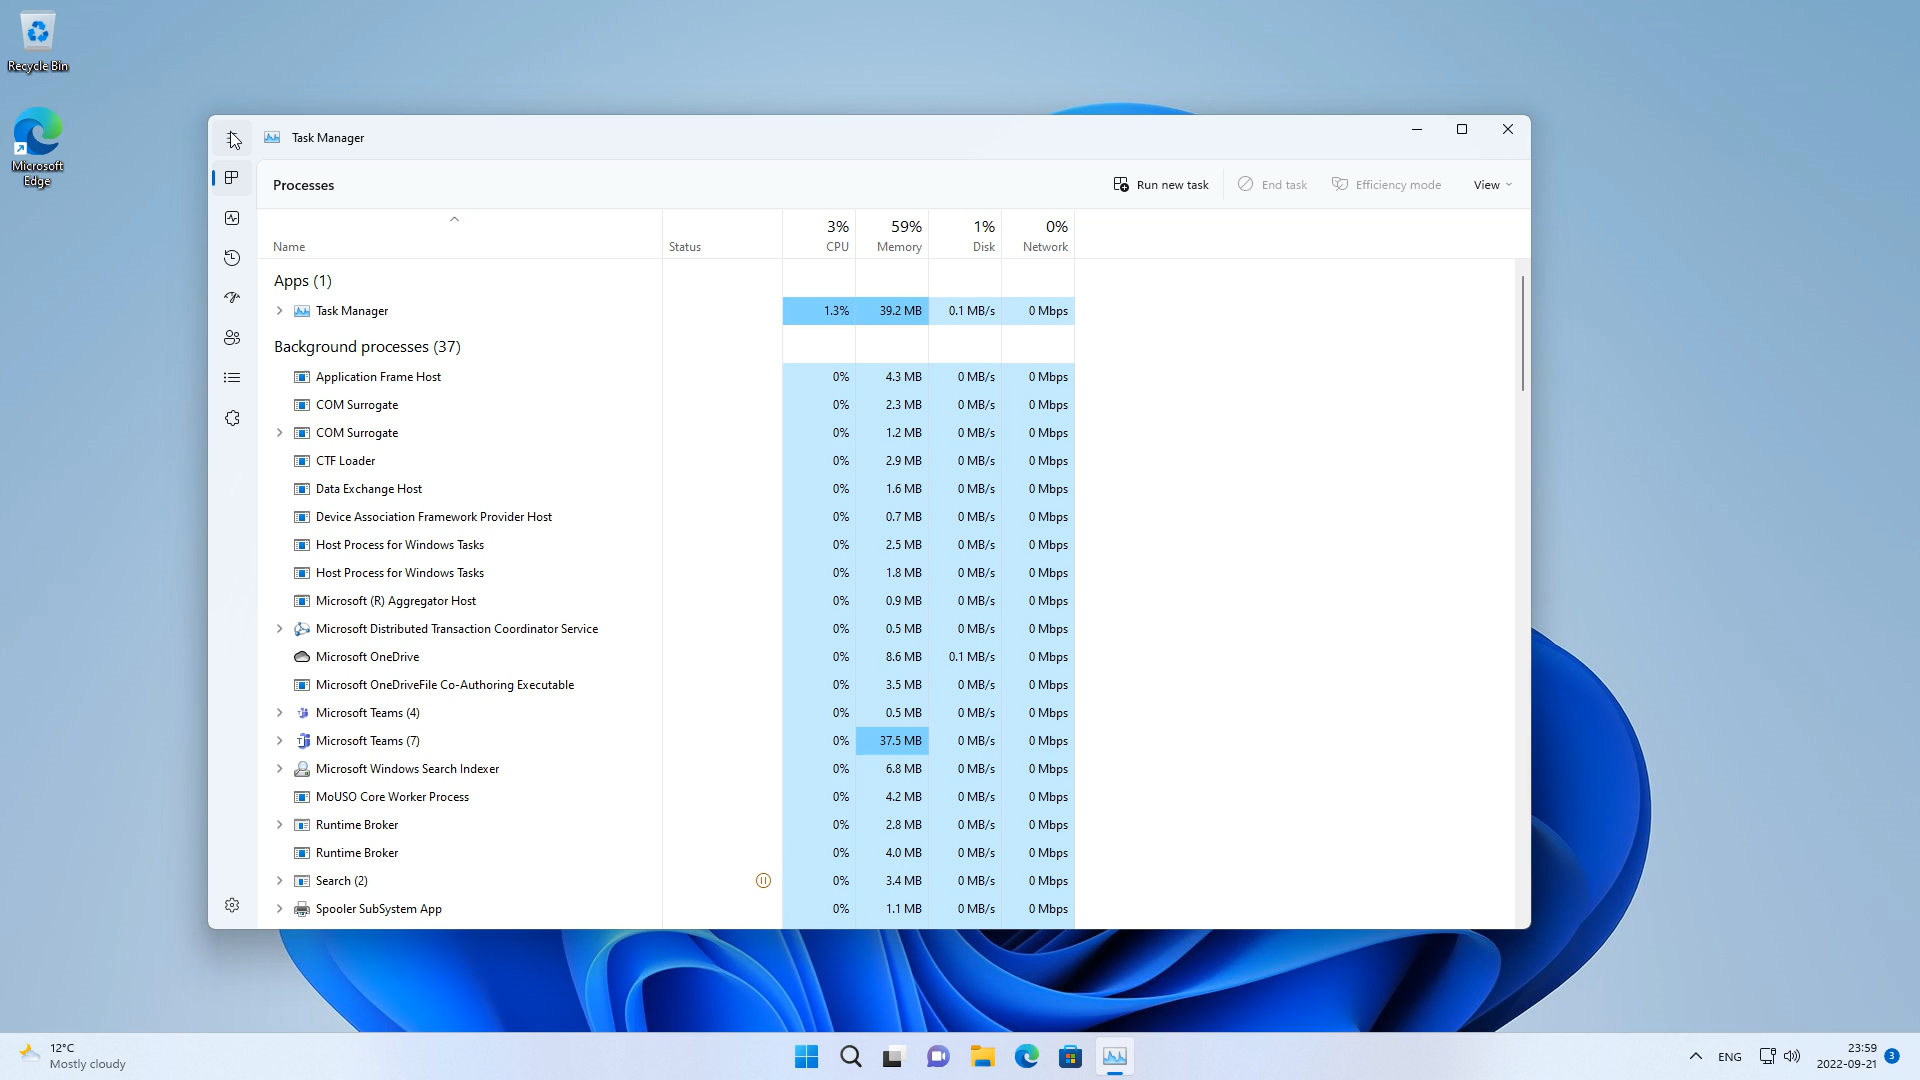 Recycle Bin
Microsoft
Edge
Task Manager
Processes
Run new task
End task
Efficiency mode
View
3%
59%
1%
0%
Name
Status
CPU
Memory
Disk
Network
Apps (1)
Task Manager 1.3% 39.2 MB 0.1 MB/s 0 Mbps
Background processes (37)
Application Frame Host 0% 4.3 MB 0 MB/s 0 Mbps
COM Surrogate 0% 2.3 MB 0 MB/s 0 Mbps
COM Surrogate 0% 1.2 MB 0 MB/s 0 Mbps
CTF Loader 0% 2.9 MB 0 MB/s 0 Mbps
Data Exchange Host 0% 1.6 MB 0 MB/s 0 Mbps
Device Association Framework Provider Host 0% 0.7 MB 0 MB/s 0 Mbps
Host Process for Windows Tasks 0% 2.5 MB 0 MB/s 0 Mbps
Host Process for Windows Tasks 0% 1.8 MB 0 MB/s 0 Mbps
Microsoft (R) Aggregator Host 0% 0.9 MB 0 MB/s 0 Mbps
Microsoft Distributed Transaction Coordinator Service 0% 0.5 MB 0 MB/s 0 Mbps
Microsoft OneDrive 0% 8.6 MB 0.1 MB/s 0 Mbps
Microsoft OneDriveFile Co-Authoring Executable 0% 3.5 MB 0 MB/s 0 Mbps
Microsoft Teams (4) 0% 0.5 MB 0 MB/s 0 Mbps
Microsoft Teams (7) 0% 37.5 MB 0 MB/s 0 Mbps
Microsoft Windows Search Indexer 0% 6.8 MB 0 MB/s 0 Mbps
MoUSO Core Worker Process 0% 4.2 MB 0 MB/s 0 Mbps
Runtime Broker 0% 2.8 MB 0 MB/s 0 Mbps
Runtime Broker 0% 4.0 MB 0 MB/s 0 Mbps
Search (2) 0% 3.4 MB 0 MB/s 0 Mbps
Spooler SubSystem App 0% 1.1 MB 0 MB/s 0 Mbps
12°C
Mostly cloudy
ENG
23:59
2022-09-21
3